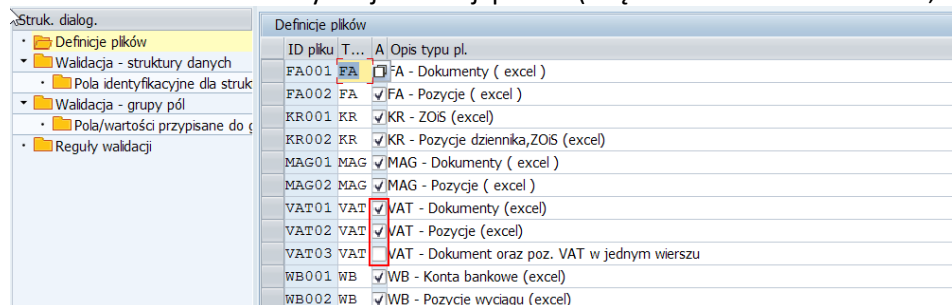 Struk. dialog.
Definicje plków
Walidacja - struktury danych
Pola identyfikacyjne dla struk
Walidacja - grupy pól
Pola/wartości przypisane do g
Reguły walidacji
Definicje plików
ID pliku T... A Opis typu pl.
FA001 FA FA - Dokumenty ( excel )
FA002 FA FA - Pozycje ( excel )
KR001 KR KR - ZOiS (excel)
KR002 KR KR - Pozycje dziennika,ZOiS (excel)
MAG01 MAG MAG - Dokumenty ( excel )
MAG02 MAG MAG - Pozycje ( excel )
VAT01 VAT VAT - Dokumenty (excel)
VAT02 VAT VAT - Pozycje (excel)
VAT03 VAT VAT - Dokument oraz poz. VAT w jednym wierszu
WB001 WB WB - Konta bankowe (excel)
WB002 WB WB - Pozycje wyciągu (excel)